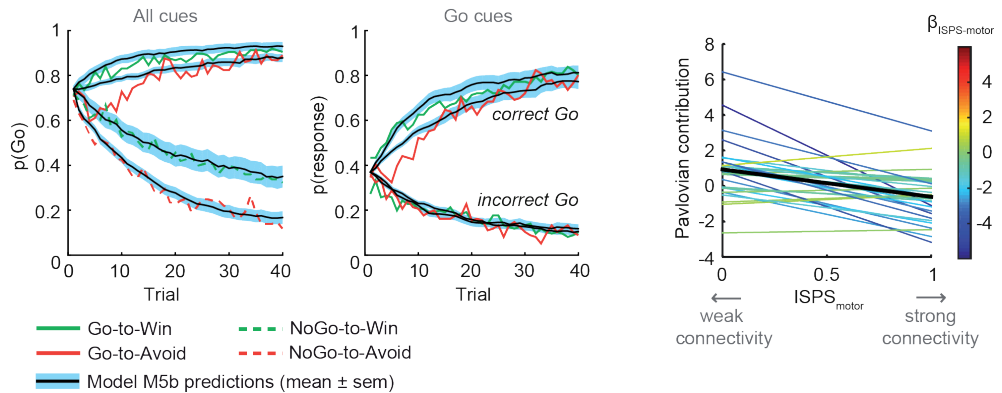 All cues
1
0.8
0.6
0.4
0.2
0
p(Go)
0
10
20
30
40
Trial
Go cues
1
0.8
0.6
0.4
0.2
0
p(response)
correct Go
incorrect Go
0
10
20
30
40
Trial
Go-to-Win
NoGo-to-Win
Go-to-Avoid
NoGo-to-Avoid
Model M5b predictions (mean ± sem)
8
6
4
2
0
-2
-4
Pavlovian contribution
0
0.5
1
ISPSmotor
weak
connectivity
strong
connectivity
βISPS-motor
4
2
0
-2
-4